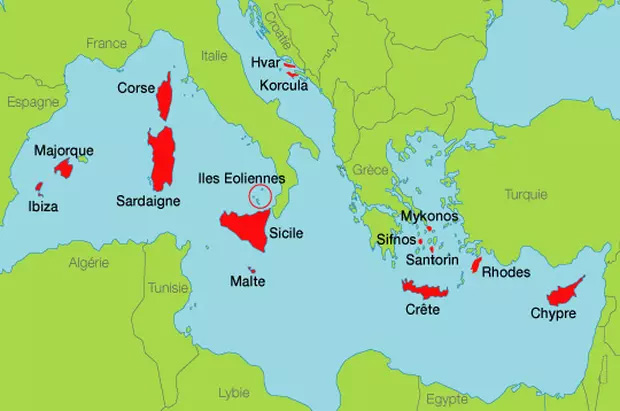 France
Italie
Croatie
Hvar
Korcula
Corse
Espagne
Majorque
Ibiza
Sardaigne
Iles Eoliennes
Sicile
Malte
Grèce
Turquie
Mykonos
Sifnos
Santorin
Rhodes
Crête
Chypre
Algérie
Tunisie
Lybie
Egypte